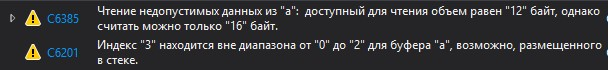 C6385 Чтение недопустимых данных из "a": доступный для чтения объем равен "12" байт, однако
считать можно только "16" байт.
C6201 Индекс "3" находится вне диапазона от "0" до "2" для буфера "a", возможно, размещенного
в стеке.